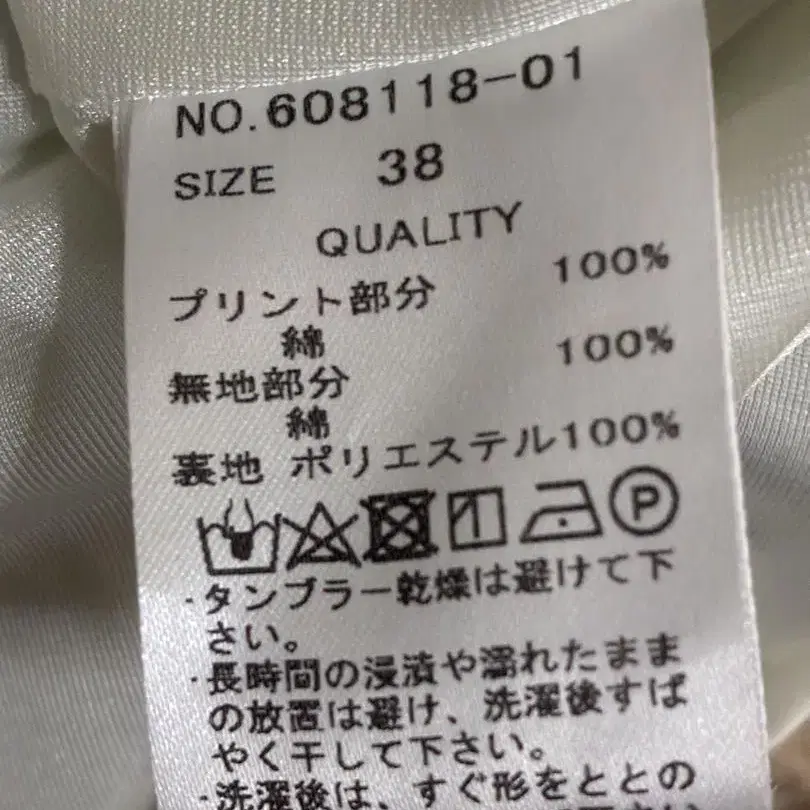 NO.608118-01
SIZE 38
QUALITY
プリント部分 100%
綿
無地部分 100%
綿
裏地 ポリエステル100%
P
・タンブラー乾燥は避けて下
さい。
・長時間の浸漬や濡れたまま
の放置は避け、洗濯後すば
やく干して下さい。
・洗濯後は、すぐ形をととの